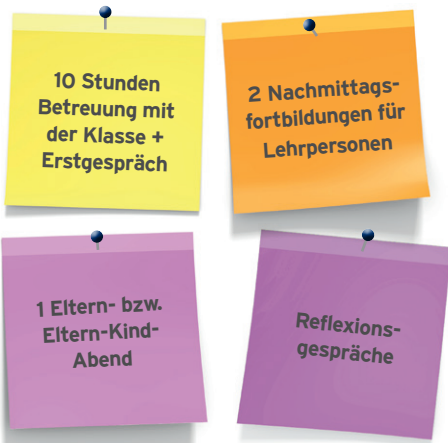 10 Stunden
Betreuung mit
der Klasse +
Erstgespräch
2 Nachmittags-
fortbildungen für
Lehrpersonen
1 Eltern- bzw.
Eltern-Kind-
Abend
Reflexions-
gespräche